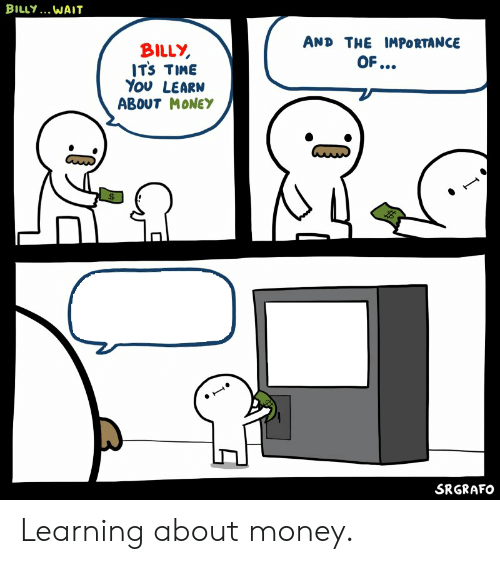 BILLY... WAIT
BILLY,
IT'S TIME
YOU LEARN
ABOUT MONEY
AND THE IMPORTANCE
OF...
$
$
SRGRAFO
Learning about money.